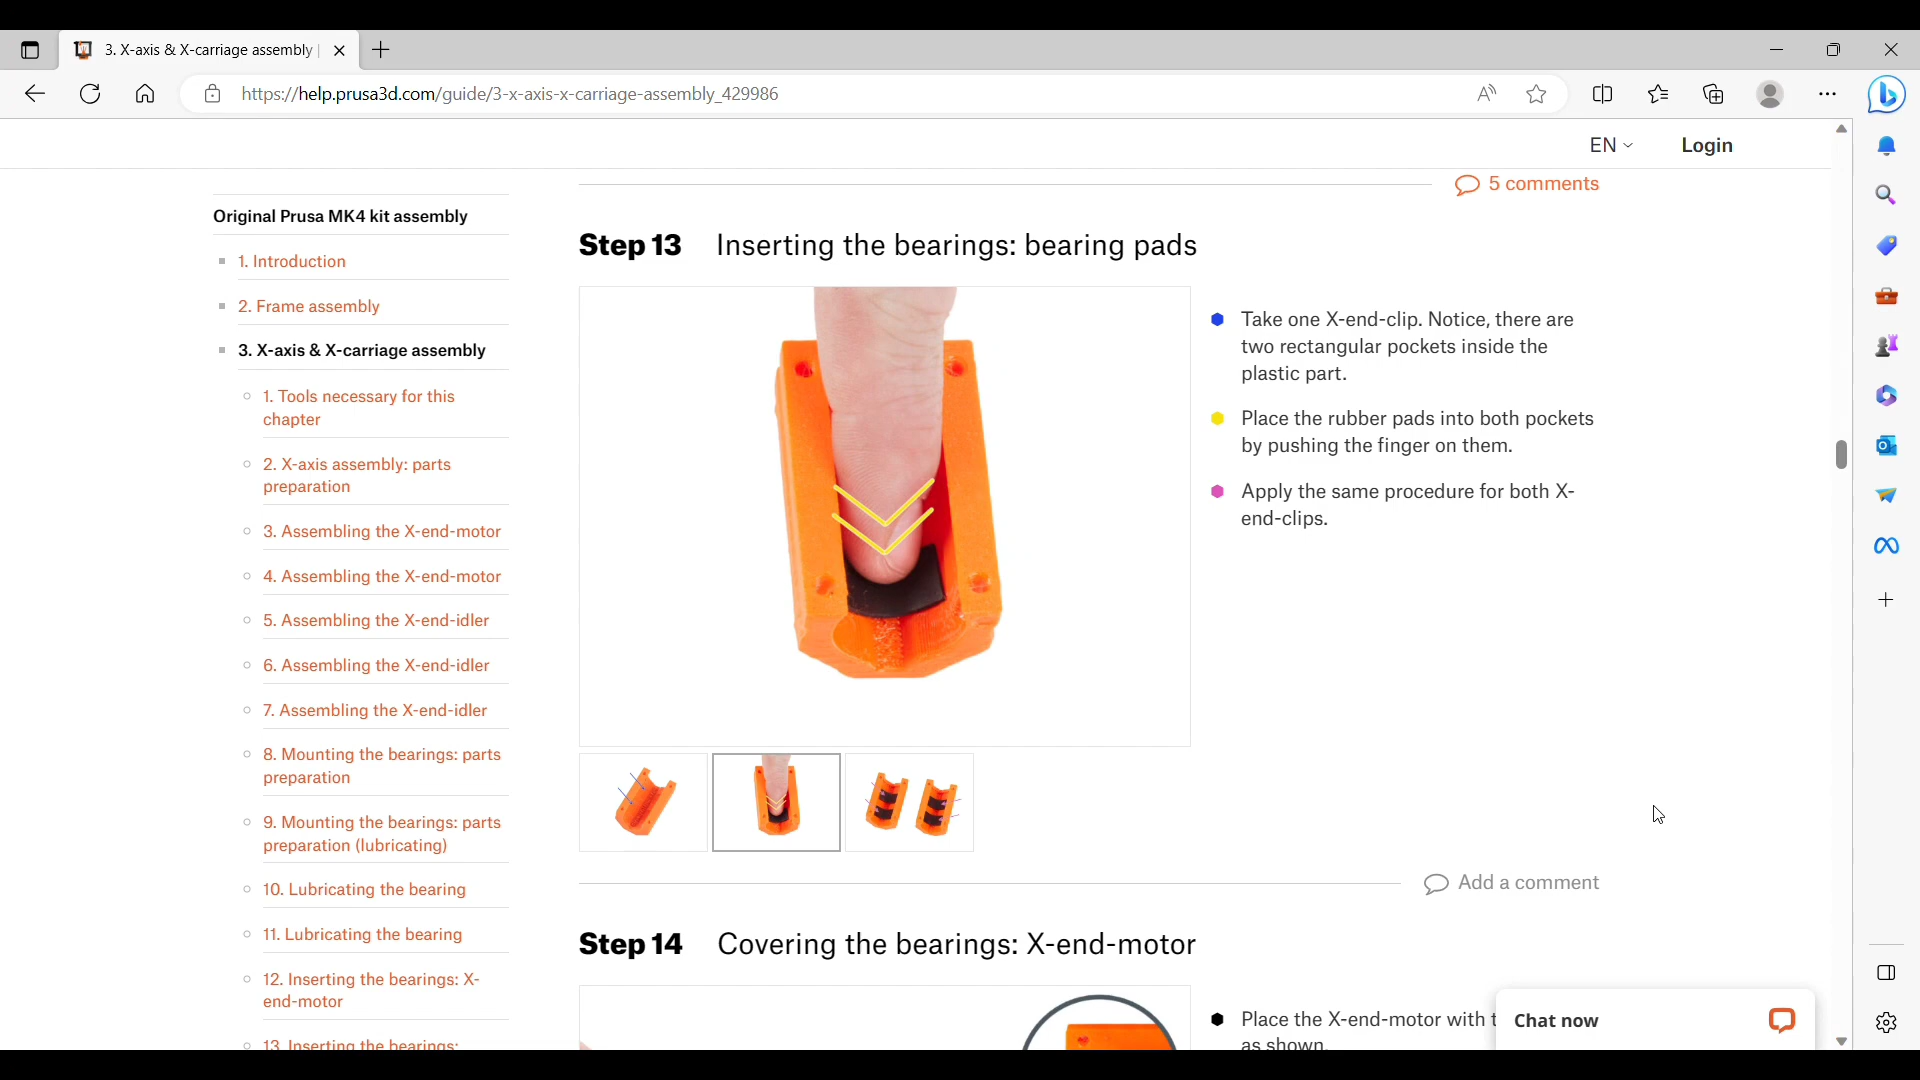 3. X-axis & X-carriage assembly |
https://help.prusa3d.com/guide/3-x-axis-x-carriage-assembly_429986
EN
Login
5 comments
Original Prusa MK4 kit assembly
1. Introduction
2. Frame assembly
3. X-axis & X-carriage assembly
1. Tools necessary for this
chapter
2. X-axis assembly: parts
preparation
3. Assembling the X-end-motor
4. Assembling the X-end-motor
5. Assembling the X-end-idler
6. Assembling the X-end-idler
7. Assembling the X-end-idler
8. Mounting the bearings: parts
preparation
9. Mounting the bearings: parts
preparation (lubricating)
10. Lubricating the bearing
11. Lubricating the bearing
12. Inserting the bearings: X-
end-motor
13. Inserting the bearings:
Step 13 Inserting the bearings: bearing pads
Take one X-end-clip. Notice, there are
two rectangular pockets inside the
plastic part.
Place the rubber pads into both pockets
by pushing the finger on them.
Apply the same procedure for both X-
end-clips.
Add a comment
Step 14 Covering the bearings: X-end-motor
Place the X-end-motor with t
as shown.
Chat now